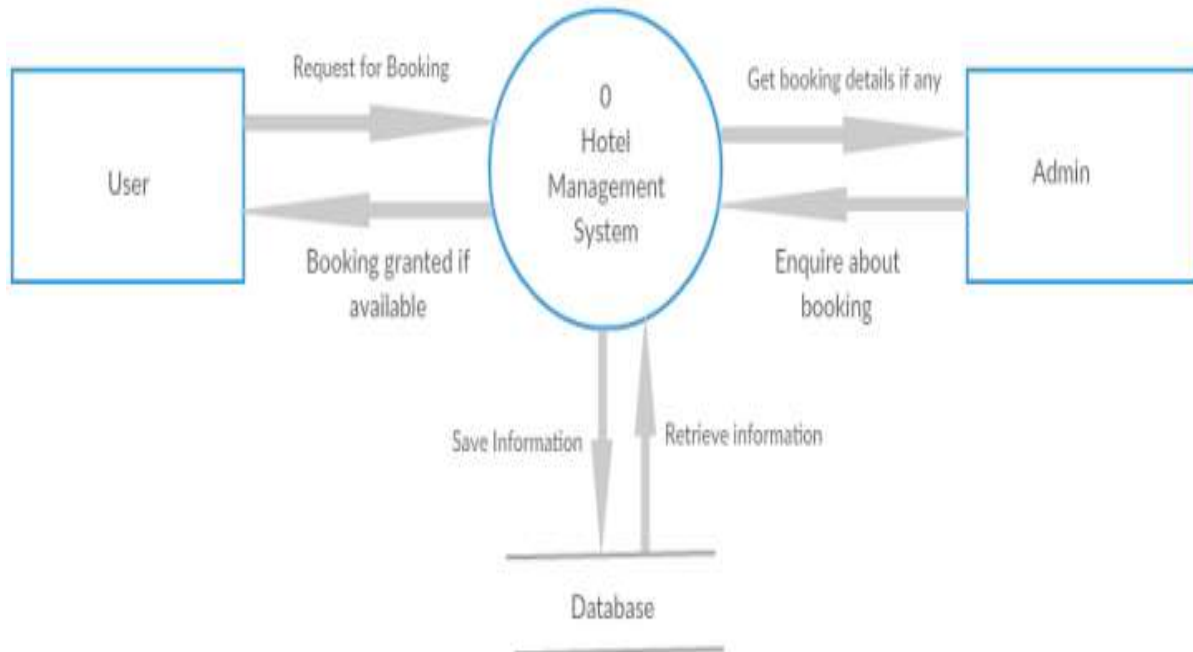 Request for Booking
Get booking details if any
0
Hotel
Management
System
User
Admin
Booking granted if
available
Enquire about
booking
Save Information
Retrieve information
Database